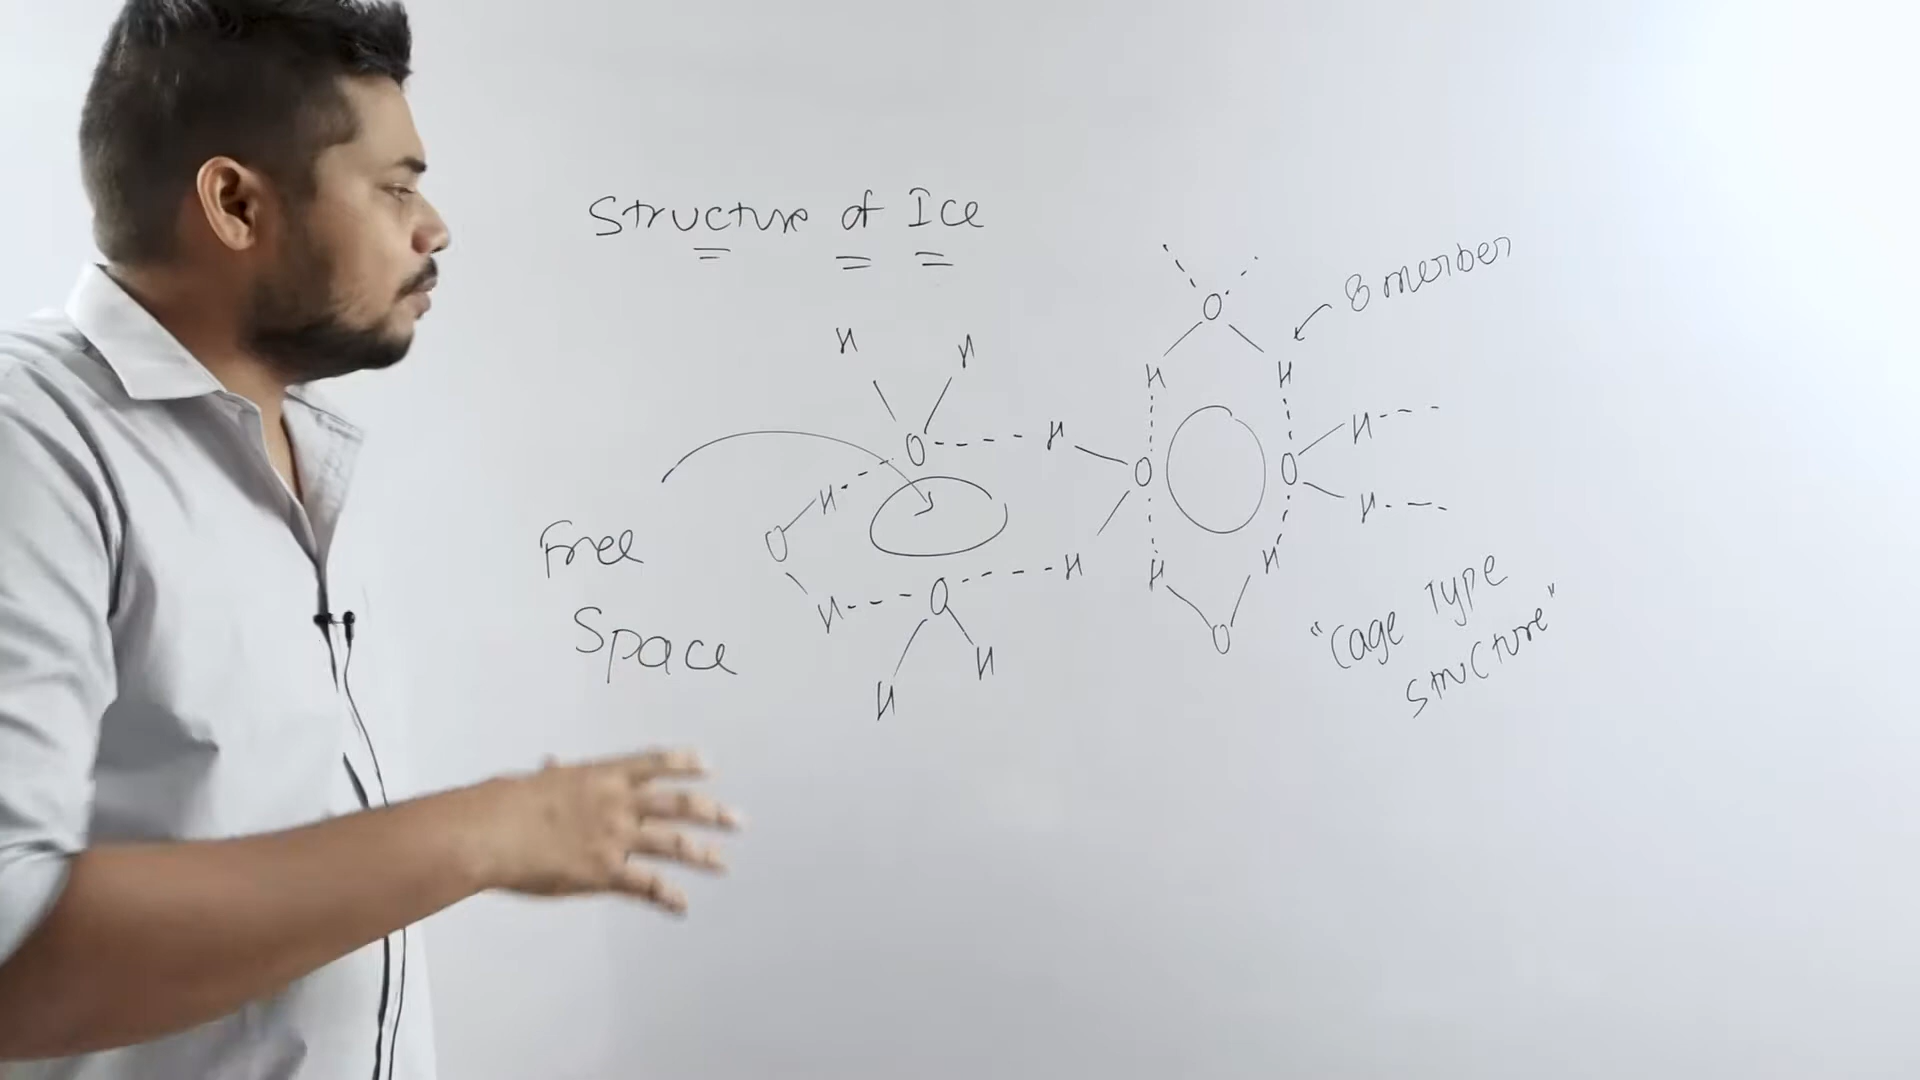 Structure of Ice
8 member
H H
O
H
O---- H
H
O
H--- O ----H
H H
O
H H
O O
H---
H---
H H
O
Free
Space
"Cage Type
structure"